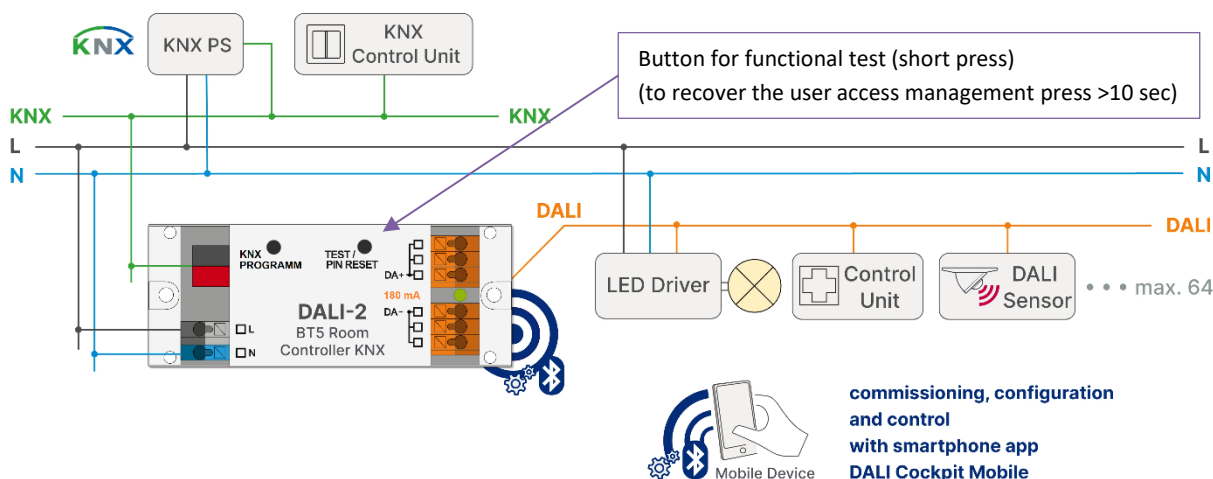 KNX
KNX PS
KNX
Control Unit
Button for functional test (short press)
(to recover the user access management press >10 sec)
KNX
KNX
L
L
N
N
DALI
DALI
KNX
PROGRAMM
TEST /
PIN RESET
DA+
180 mA
DA-
DALI-2
BT5 Room
Controller KNX
L
N
LED Driver
Control
Unit
DALI
Sensor
• • • max. 64
commissioning, configuration
and control
with smartphone app
DALI Cockpit Mobile
Mobile Device